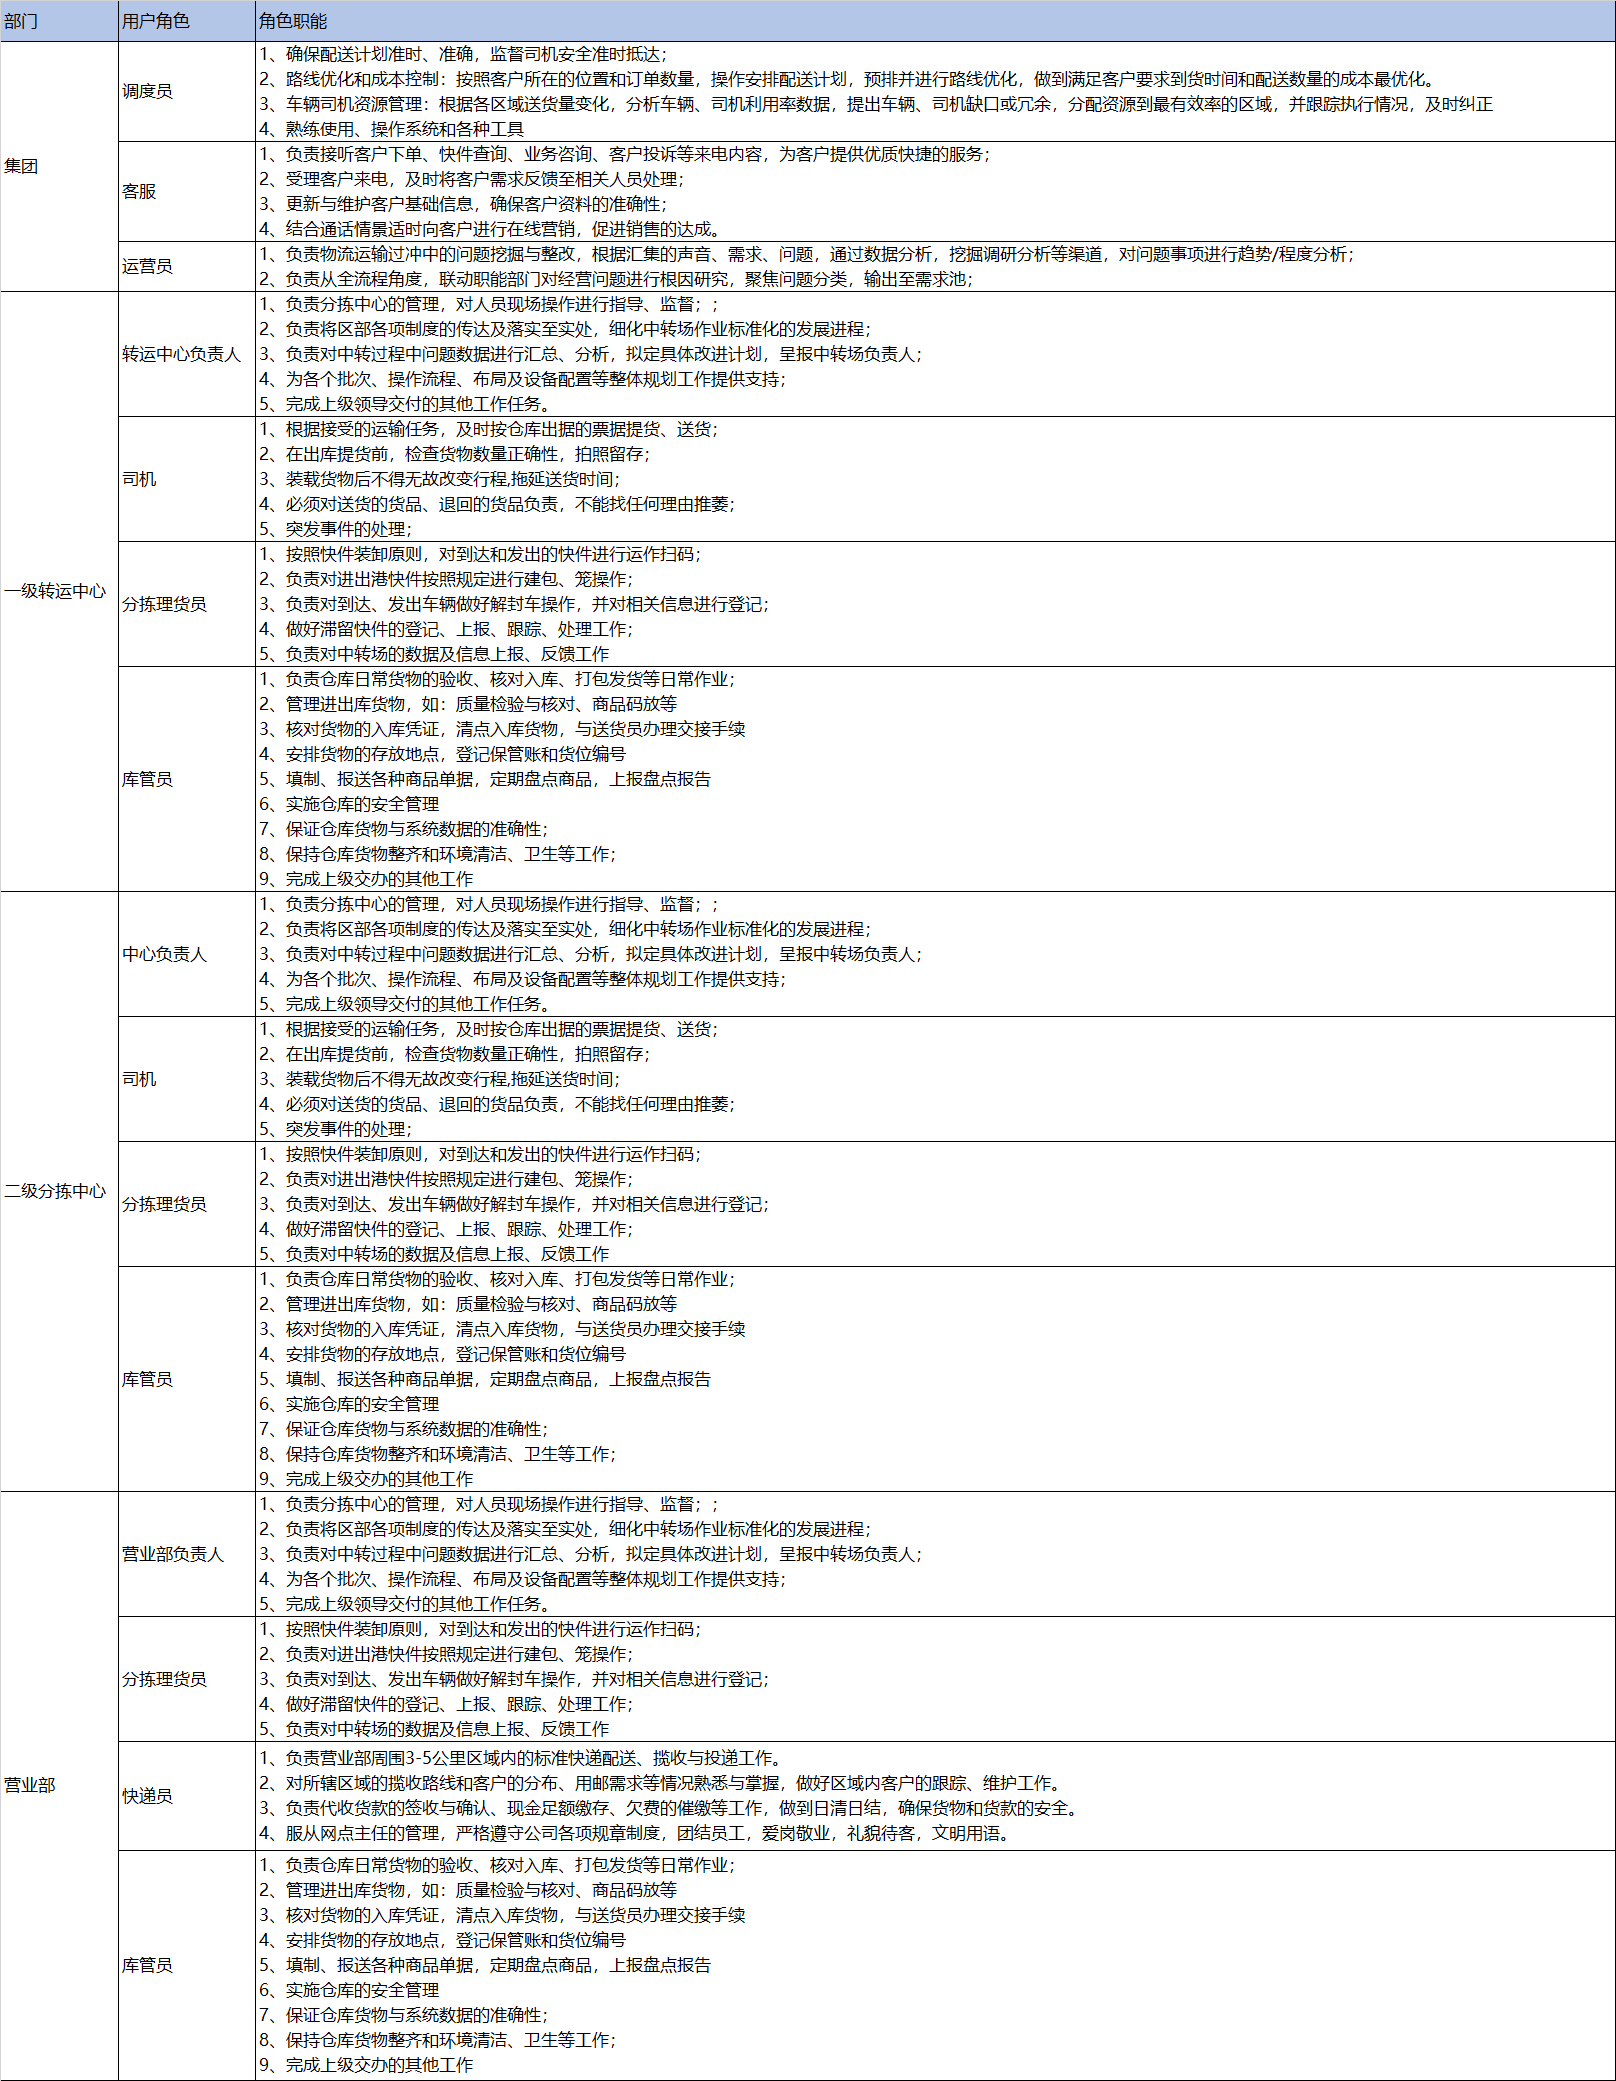 部门 用户角色 角色职能
集团
调度员
1、确保配送计划准时、准确，监督司机安全准时抵达；
2、路线优化和成本控制：按照客户所在的位置和订单数量，操作安排配送计划，预排并进行路线优化，做到满足客户要求到货时间和配送数量的成本最优化。
3、车辆司机资源管理：根据各区域送货量变化，分析车辆、司机利用率数据，提出车辆、司机缺口或冗余，分配资源到最有效率的区域，并跟踪执行情况，及时纠正
4、熟练使用、操作系统和各种工具
客服
1、负责接听客户下单、快件查询、业务咨询、客户投诉等来电内容，为客户提供优质快捷的服务；
2、受理客户来电，及时将客户需求反馈至相关人员处理；
3、更新与维护客户基础信息，确保客户资料的准确性；
4、结合通话情景适时向客户进行在线营销，促进销售的达成。
运营员
1、负责物流运输过冲中的问题挖掘与整改，根据汇集的声音、需求、问题，通过数据分析，挖掘调研分析等渠道，对问题事项进行趋势/程度分析；
2、负责从全流程角度，联动职能部门对经营问题进行根因研究，聚焦问题分类，输出至需求池；
一级转运中心
转运中心负责人
1、负责分拣中心的管理，对人员现场操作进行指导、监督；；
2、负责将区部各项制度的传达及落实至实处，细化中转场作业标准化的发展进程；
3、负责对中转过程中问题数据进行汇总、分析，拟定具体改进计划，呈报中转场负责人；
4、为各个批次、操作流程、布局及设备配置等整体规划工作提供支持；
5、完成上级领导交付的其他工作任务。
司机
1、根据接受的运输任务，及时按仓库出据的票据提货、送货；
2、在出库提货前，检查货物数量正确性，拍照留存；
3、装载货物后不得无故改变行程,拖延送货时间；
4、必须对送货的货品、退回的货品负责，不能找任何理由推萎；
5、突发事件的处理；
分拣理货员
1、按照快件装卸原则，对到达和发出的快件进行运作扫码；
2、负责对进出港快件按照规定进行建包、笼操作；
3、负责对到达、发出车辆做好解封车操作，并对相关信息进行登记；
4、做好滞留快件的登记、上报、跟踪、处理工作；
5、负责对中转场的数据及信息上报、反馈工作
库管员
1、负责仓库日常货物的验收、核对入库、打包发货等日常作业；
2、管理进出库货物，如：质量检验与核对、商品码放等
3、核对货物的入库凭证，清点入库货物，与送货员办理交接手续
4、安排货物的存放地点，登记保管账和货位编号
5、填制、报送各种商品单据，定期盘点商品，上报盘点报告
6、实施仓库的安全管理
7、保证仓库货物与系统数据的准确性；
8、保持仓库货物整齐和环境清洁、卫生等工作；
9、完成上级交办的其他工作
二级分拣中心
中心负责人
1、负责分拣中心的管理，对人员现场操作进行指导、监督；；
2、负责将区部各项制度的传达及落实至实处，细化中转场作业标准化的发展进程；
3、负责对中转过程中问题数据进行汇总、分析，拟定具体改进计划，呈报中转场负责人；
4、为各个批次、操作流程、布局及设备配置等整体规划工作提供支持；
5、完成上级领导交付的其他工作任务。
司机
1、根据接受的运输任务，及时按仓库出据的票据提货、送货；
2、在出库提货前，检查货物数量正确性，拍照留存；
3、装载货物后不得无故改变行程,拖延送货时间；
4、必须对送货的货品、退回的货品负责，不能找任何理由推萎；
5、突发事件的处理；
分拣理货员
1、按照快件装卸原则，对到达和发出的快件进行运作扫码；
2、负责对进出港快件按照规定进行建包、笼操作；
3、负责对到达、发出车辆做好解封车操作，并对相关信息进行登记；
4、做好滞留快件的登记、上报、跟踪、处理工作；
5、负责对中转场的数据及信息上报、反馈工作
库管员
1、负责仓库日常货物的验收、核对入库、打包发货等日常作业；
2、管理进出库货物，如：质量检验与核对、商品码放等
3、核对货物的入库凭证，清点入库货物，与送货员办理交接手续
4、安排货物的存放地点，登记保管账和货位编号
5、填制、报送各种商品单据，定期盘点商品，上报盘点报告
6、实施仓库的安全管理
7、保证仓库货物与系统数据的准确性；
8、保持仓库货物整齐和环境清洁、卫生等工作；
9、完成上级交办的其他工作
营业部
营业部负责人
1、负责分拣中心的管理，对人员现场操作进行指导、监督；；
2、负责将区部各项制度的传达及落实至实处，细化中转场作业标准化的发展进程；
3、负责对中转过程中问题数据进行汇总、分析，拟定具体改进计划，呈报中转场负责人；
4、为各个批次、操作流程、布局及设备配置等整体规划工作提供支持；
5、完成上级领导交付的其他工作任务。
分拣理货员
1、按照快件装卸原则，对到达和发出的快件进行运作扫码；
2、负责对进出港快件按照规定进行建包、笼操作；
3、负责对到达、发出车辆做好解封车操作，并对相关信息进行登记；
4、做好滞留快件的登记、上报、跟踪、处理工作；
5、负责对中转场的数据及信息上报、反馈工作
快递员
1、负责营业部周围3-5公里区域内的标准快递配送、揽收与投递工作。
2、对所辖区域的揽收路线和客户的分布、用邮需求等情况熟悉与掌握，做好区域内客户的跟踪、维护工作。
3、负责代收货款的签收与确认、现金足额缴存、欠费的催缴等工作，做到日清日结，确保货物和货款的安全。
4、服从网点主任的管理，严格遵守公司各项规章制度，团结员工，爱岗敬业，礼貌待客，文明用语。
库管员
1、负责仓库日常货物的验收、核对入库、打包发货等日常作业；
2、管理进出库货物，如：质量检验与核对、商品码放等
3、核对货物的入库凭证，清点入库货物，与送货员办理交接手续
4、安排货物的存放地点，登记保管账和货位编号
5、填制、报送各种商品单据，定期盘点商品，上报盘点报告
6、实施仓库的安全管理
7、保证仓库货物与系统数据的准确性；
8、保持仓库货物整齐和环境清洁、卫生等工作；
9、完成上级交办的其他工作